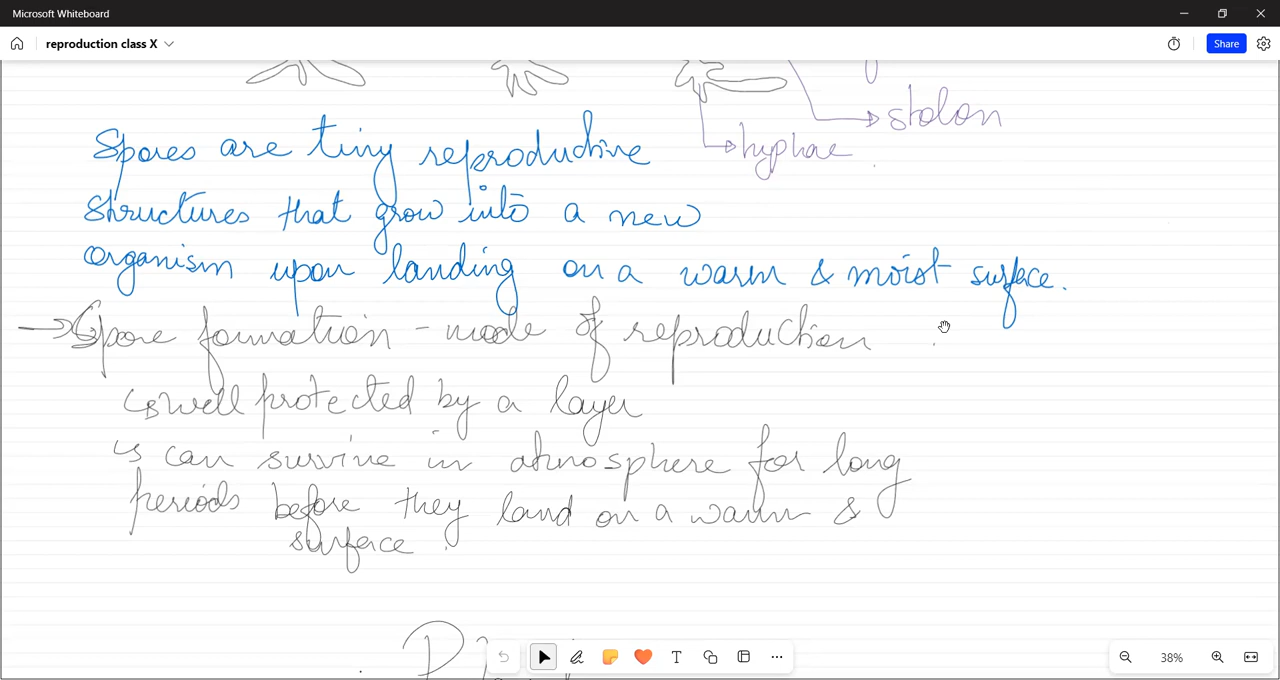 Microsoft Whiteboard
reproduction class X
Share
stolon
hyphae
Spores are tiny reproductive
structures that grow into a new
organism upon landing on a warm & moist surface.
→ Spore formation - mode of reproduction
↳ well protected by a layer
↳ can survive in atmosphere for long
periods before they land on a warm &
surface.
38%